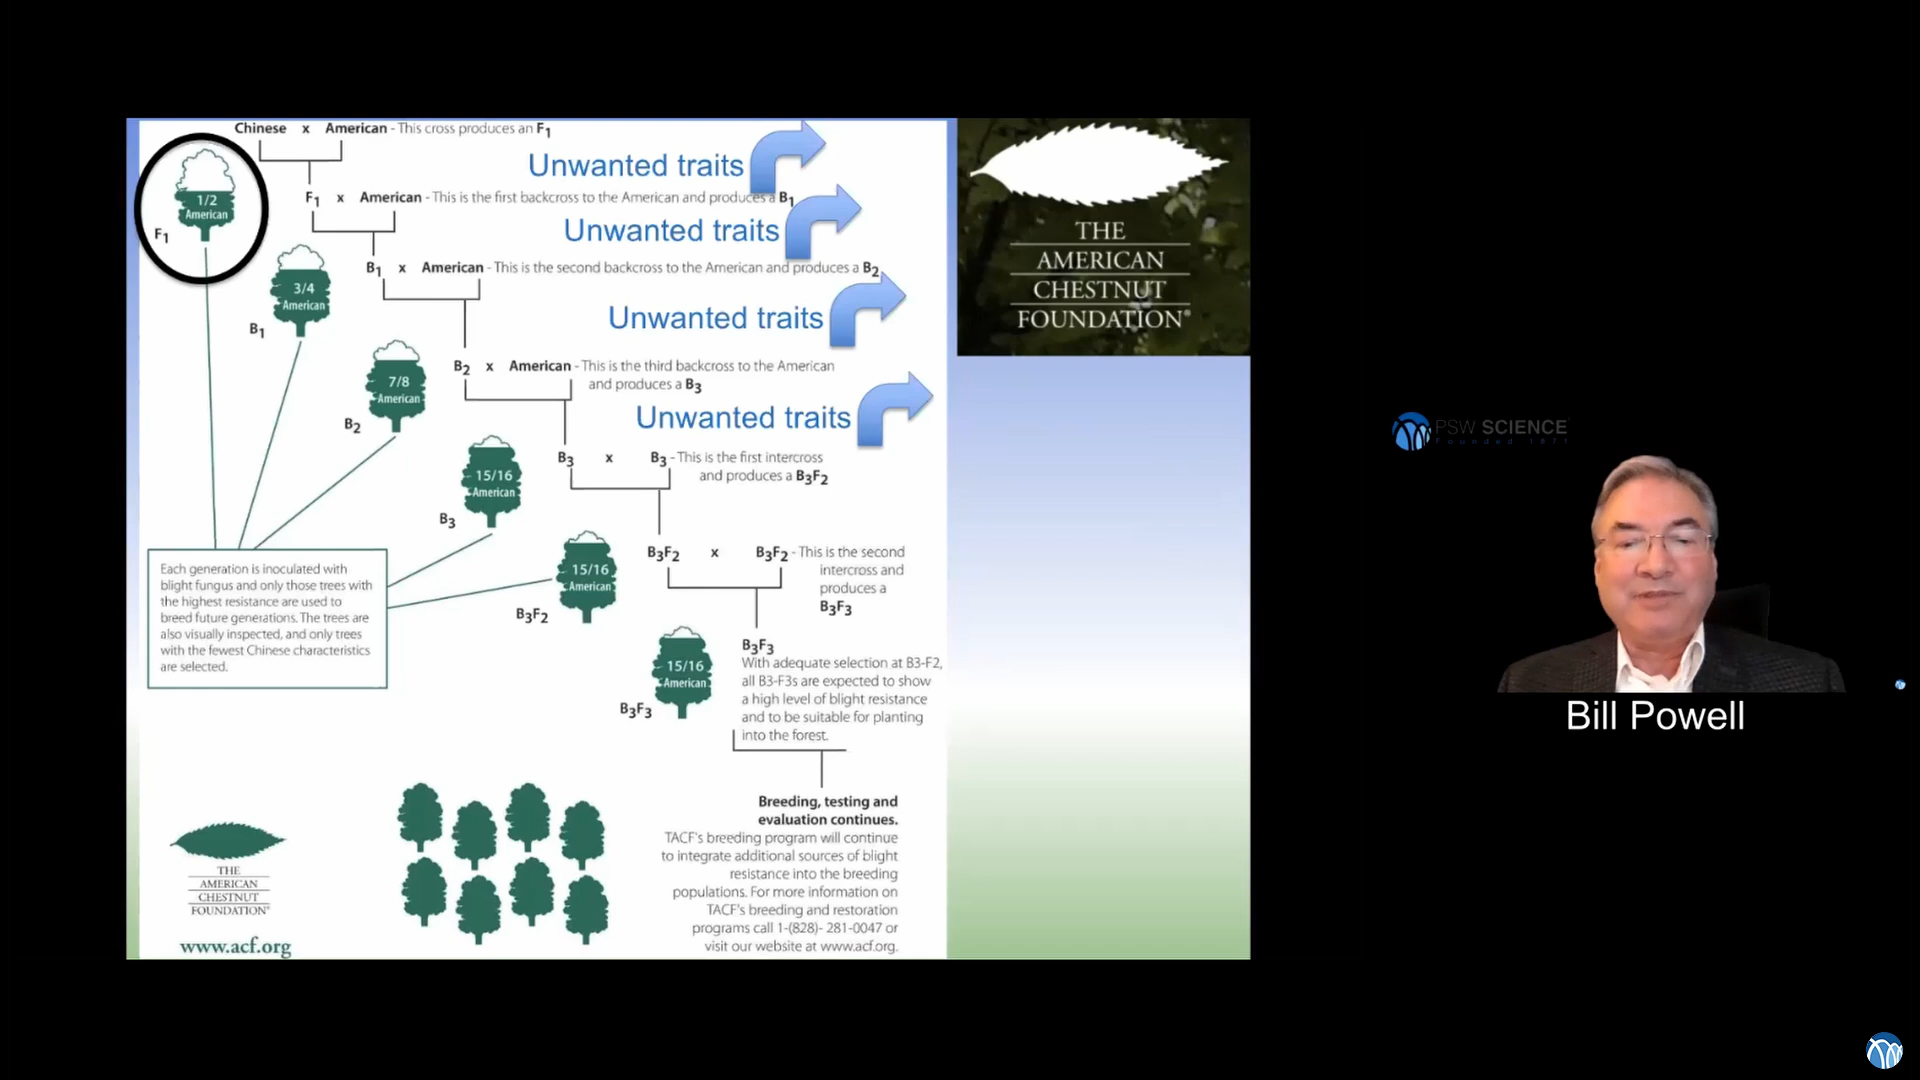 Chinese x American - This cross produces an F1
Unwanted traits
1/2
American
F1
F1 x American - This is the first backcross to the American and produces a B1
Unwanted traits
B1 x American - This is the second backcross to the American and produces a B2
3/4
American
B1
Unwanted traits
B2 x American - This is the third backcross to the American
and produces a B3
7/8
American
B2
Unwanted traits
B3 x B3 - This is the first intercross
and produces a B3F2
15/16
American
B3
B3F2 x B3F2 - This is the second
intercross and
produces a
B3F3
15/16
American
B3F2
Each generation is inoculated with
blight fungus and only those trees with
the highest resistance are used to
breed future generations. The trees are
also visually inspected, and only trees
with the fewest Chinese characteristics
are selected.
B3F3
With adequate selection at B3-F2,
all B3-F3s are expected to show
a high level of blight resistance
and to be suitable for planting
into the forest.
15/16
American
B3F3
Breeding, testing and
evaluation continues.
TACF's breeding program will continue
to integrate additional sources of blight
resistance into the breeding
populations. For more information on
TACF's breeding and restoration
programs call 1-(828)- 281-0047 or
visit our website at www.acf.org.
THE
AMERICAN
CHESTNUT
FOUNDATION®
www.acf.org
THE
AMERICAN
CHESTNUT
FOUNDATION®
PSW SCIENCE
Founded 1871
Bill Powell